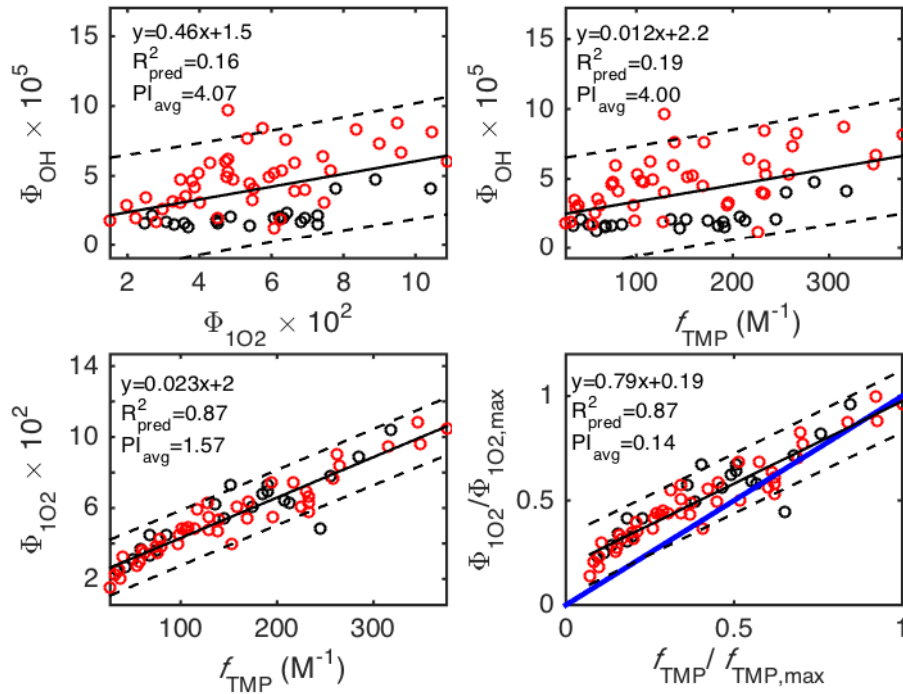 y=0.46x+1.5
R²pred=0.16
PIavg=4.07
15
10
5
0
ΦOH × 10⁵
2 4 6 8 10
Φ1O2 × 10²
y=0.012x+2.2
R²pred=0.19
PIavg=4.00
15
10
5
0
ΦOH × 10⁵
100 200 300
fTMP (M⁻¹)
y=0.023x+2
R²pred=0.87
PIavg=1.57
14
10
6
2
Φ1O2 × 10²
100 200 300
fTMP (M⁻¹)
y=0.79x+0.19
R²pred=0.87
PIavg=0.14
1
0.5
0
Φ1O2/Φ1O2,max
0 0.5 1
fTMP/ fTMP,max